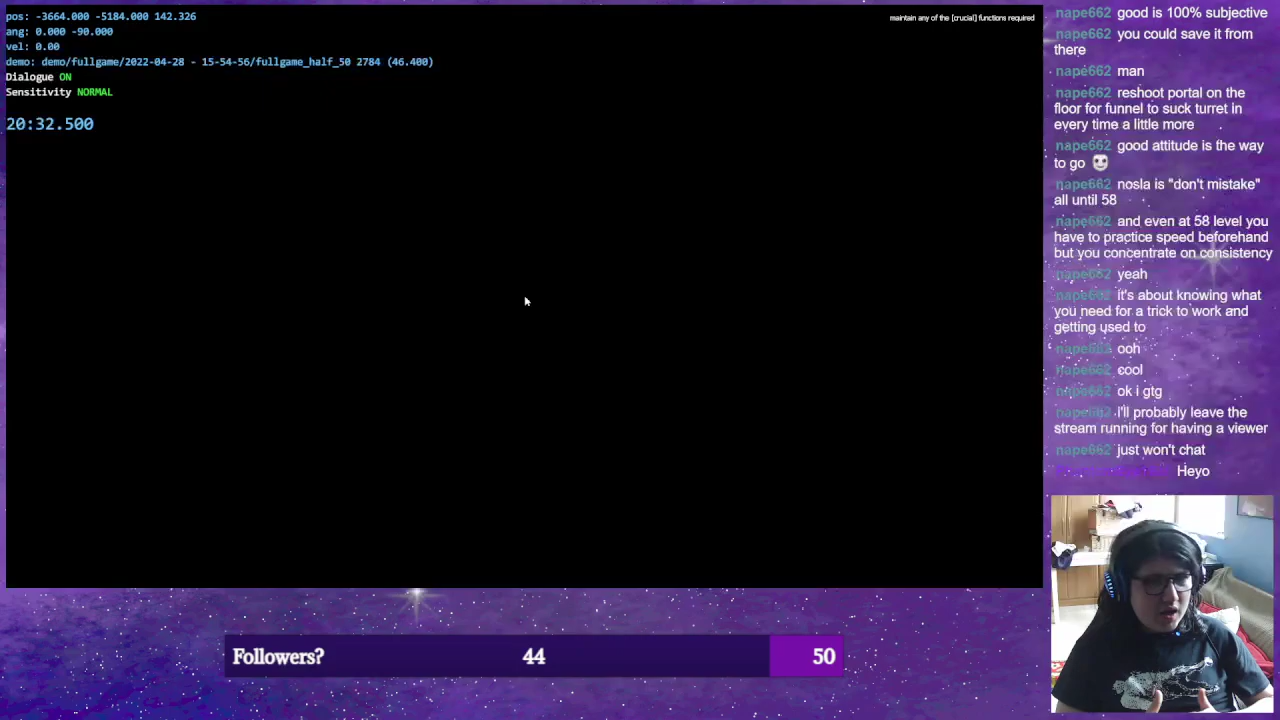 pos: -3664.000 -5184.000 142.326
ang: 0.000 -90.000
vel: 0.00
demo: demo/fullgame/2022-04-28 - 15-54-56/fullgame_half_50 2784 (46.400)
Dialogue ON
Sensitivity NORMAL
20:32.500
maintain any of the [crucial] functions required
nape662 good is 100% subjective
nape662 you could save it from
there
nape662 man
nape662 reshoot portal on the
floor for funnel to suck turret in
every time a little more
nape662 good attitude is the way
to go
nape662 nosla is "don't mistake"
all until 58
nape662 and even at 58 level you
have to practice speed beforehand
but you concentrate on consistency
nape662 yeah
nape662 it's about knowing what
you need for a trick to work and
getting used to
nape662 ooh
nape662 cool
nape662 ok i gtg
nape662 i'll probably leave the
stream running for having a viewer
nape662 just won't chat
Heyo
Followers? 44 50